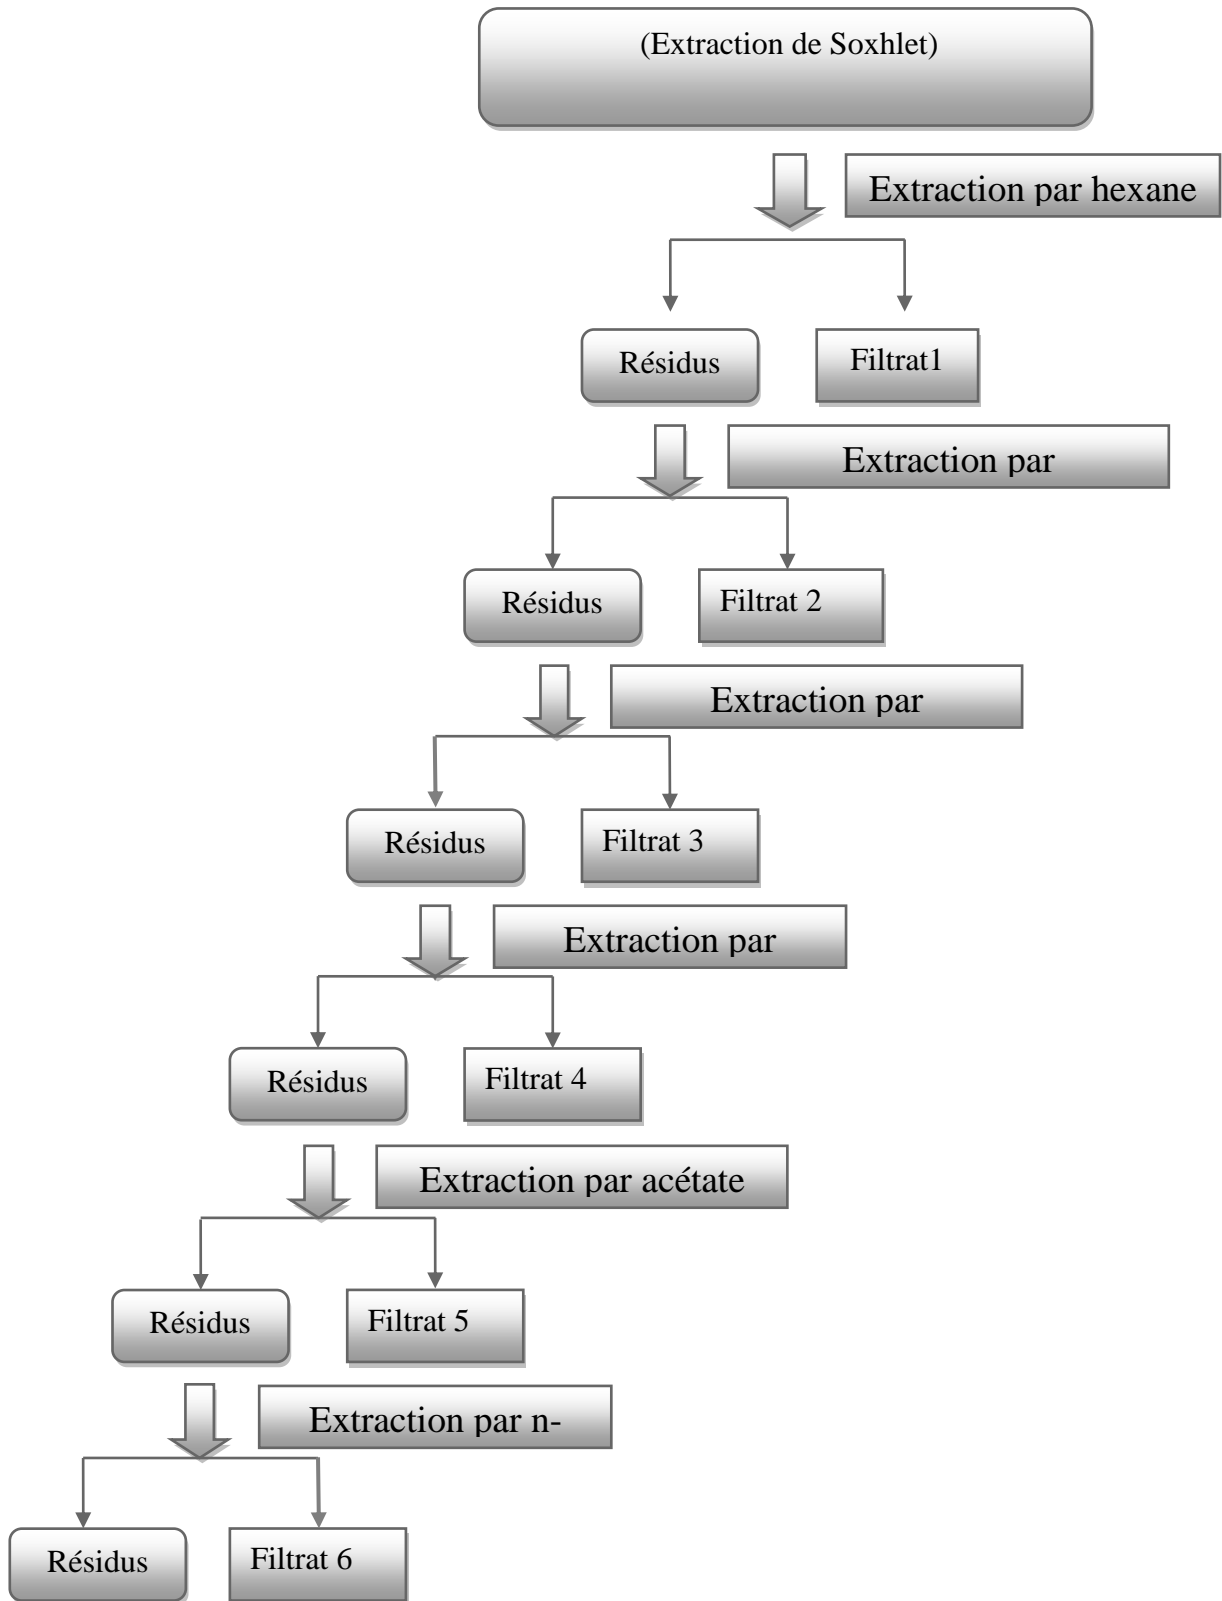 (Extraction de Soxhlet)
Extraction par hexane
Résidus
Filtrat1
Extraction par
Résidus
Filtrat 2
Extraction par
Résidus
Filtrat 3
Extraction par
Résidus
Filtrat 4
Extraction par acétate
Résidus
Filtrat 5
Extraction par n-
Résidus
Filtrat 6